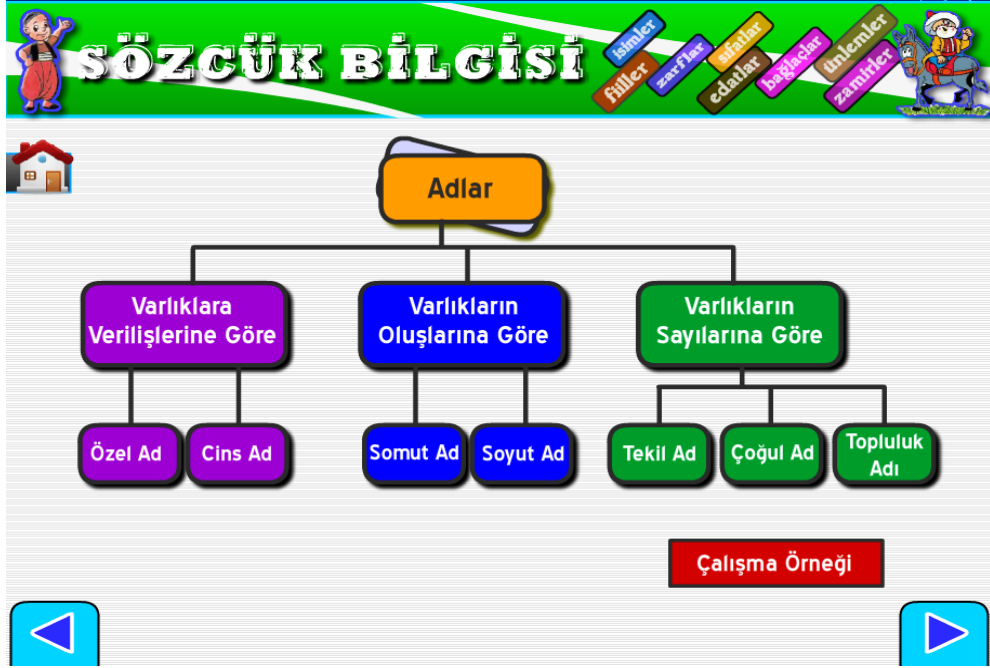 SÖZCÜK BİLGİSİ
isimler
fiiller
zarflar
sıfatlar
edatlar
bağlaçlar
ünlemler
zamirler
Adlar
Varlıklara
Verilişlerine Göre
Varlıkların
Oluşlarına Göre
Varlıkların
Sayılarına Göre
Özel Ad
Cins Ad
Somut Ad
Soyut Ad
Tekil Ad
Çoğul Ad
Topluluk
Adı
Çalışma Örneği